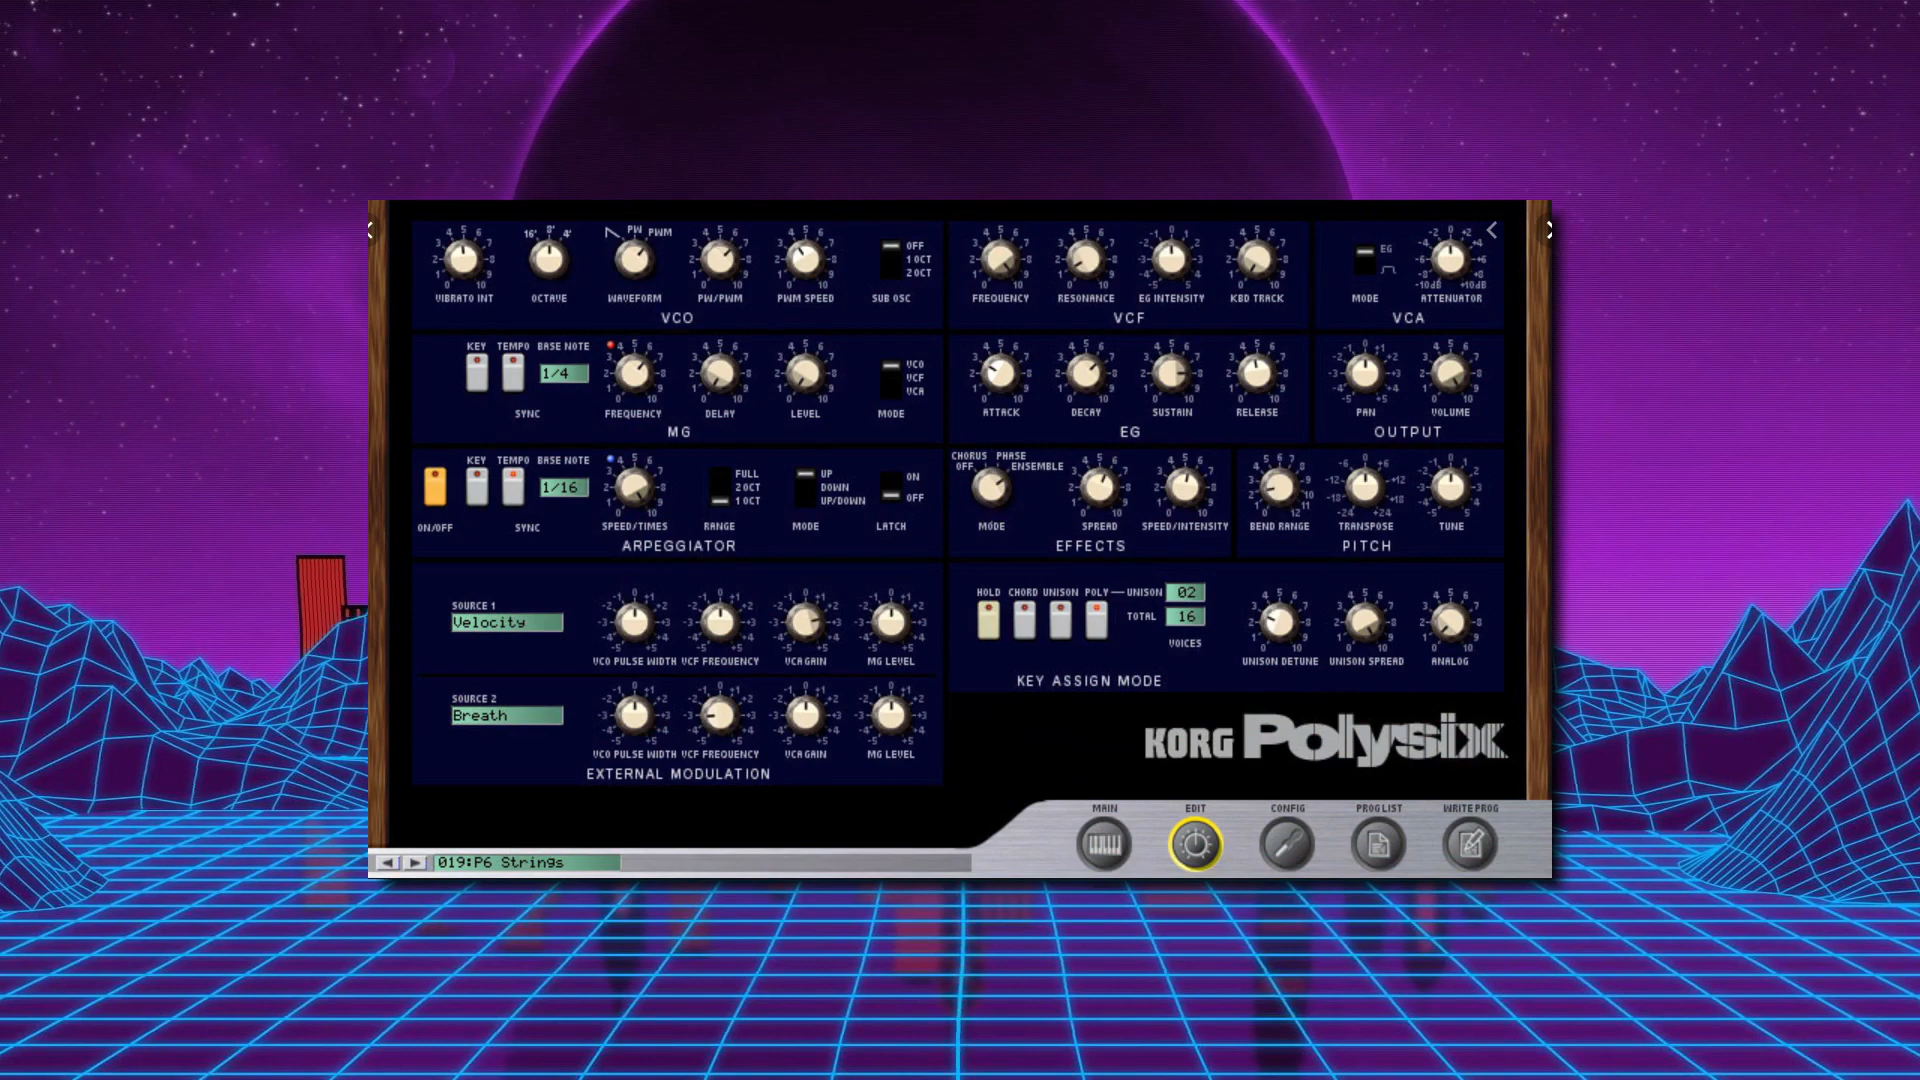 16' 8' 4'
PW PWM
OFF
1 OCT
2 OCT
VIBRATO INT OCTAVE WAVEFORM PW/PWM PWM SPEED SUB OSC
VCO
FREQUENCY RESONANCE EG INTENSITY KBD TRACK
VCF
EG
MODE ATTENUATOR
VCA
KEY TEMPO BASE NOTE
1/4
SYNC
FREQUENCY DELAY LEVEL MODE
VCO
VCF
VCA
MG
ATTACK DECAY SUSTAIN RELEASE
EG
PAN VOLUME
OUTPUT
KEY TEMPO BASE NOTE
1/16
ON/OFF SYNC SPEED/TIMES RANGE MODE LATCH
FULL
2 OCT
1 OCT
UP
DOWN
UP/DOWN
ON
OFF
ARPEGGIATOR
CHORUS PHASE
OFF ENSEMBLE
MODE SPREAD SPEED/INTENSITY
EFFECTS
BEND RANGE TRANSPOSE TUNE
PITCH
SOURCE 1
Velocity
VCO PULSE WIDTH VCF FREQUENCY VCA GAIN MG LEVEL
SOURCE 2
Breath
VCO PULSE WIDTH VCF FREQUENCY VCA GAIN MG LEVEL
EXTERNAL MODULATION
HOLD CHORD UNISON POLY UNISON 02
TOTAL 16
VOICES
UNISON DETUNE UNISON SPREAD ANALOG
KEY ASSIGN MODE
KORG Polysix
MAIN EDIT CONFIG PROG LIST WRITE PROG
019:P6 Strings